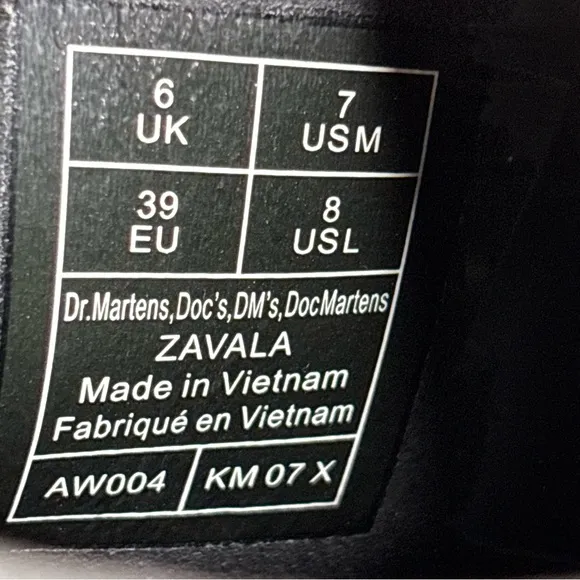 6 UK
7 USM
39 EU
8 USL
Dr.Martens,Doc's,DM's,DocMartens
ZAVALA
Made in Vietnam
Fabriqué en Vietnam
AW004
KM 07 X